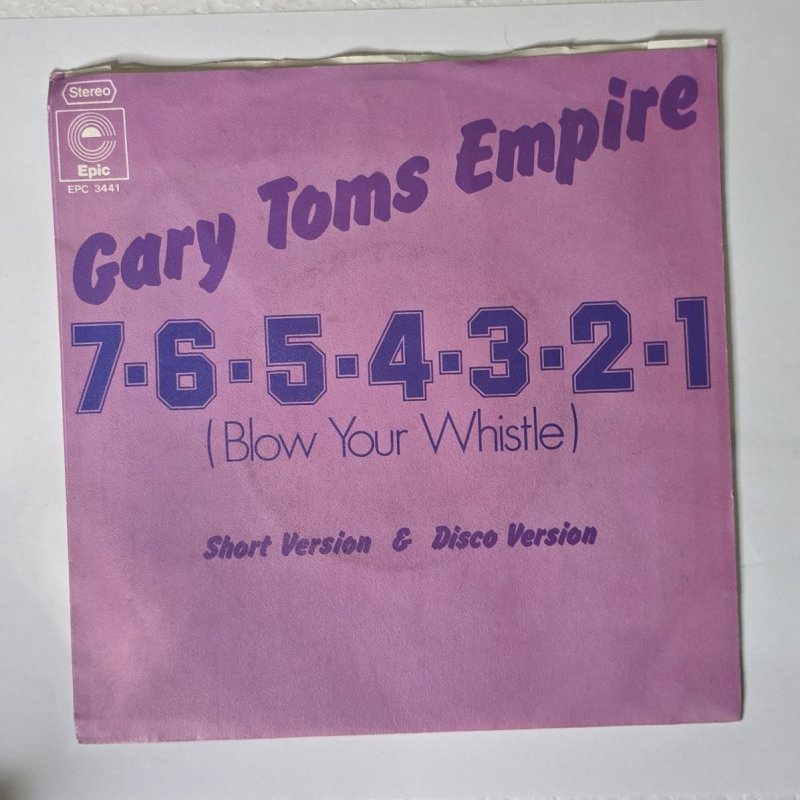 Stereo
Epic
EPC 3441
Gary Toms Empire
7·6·5·4·3·2·1
(Blow Your Whistle)
Short Version & Disco Version